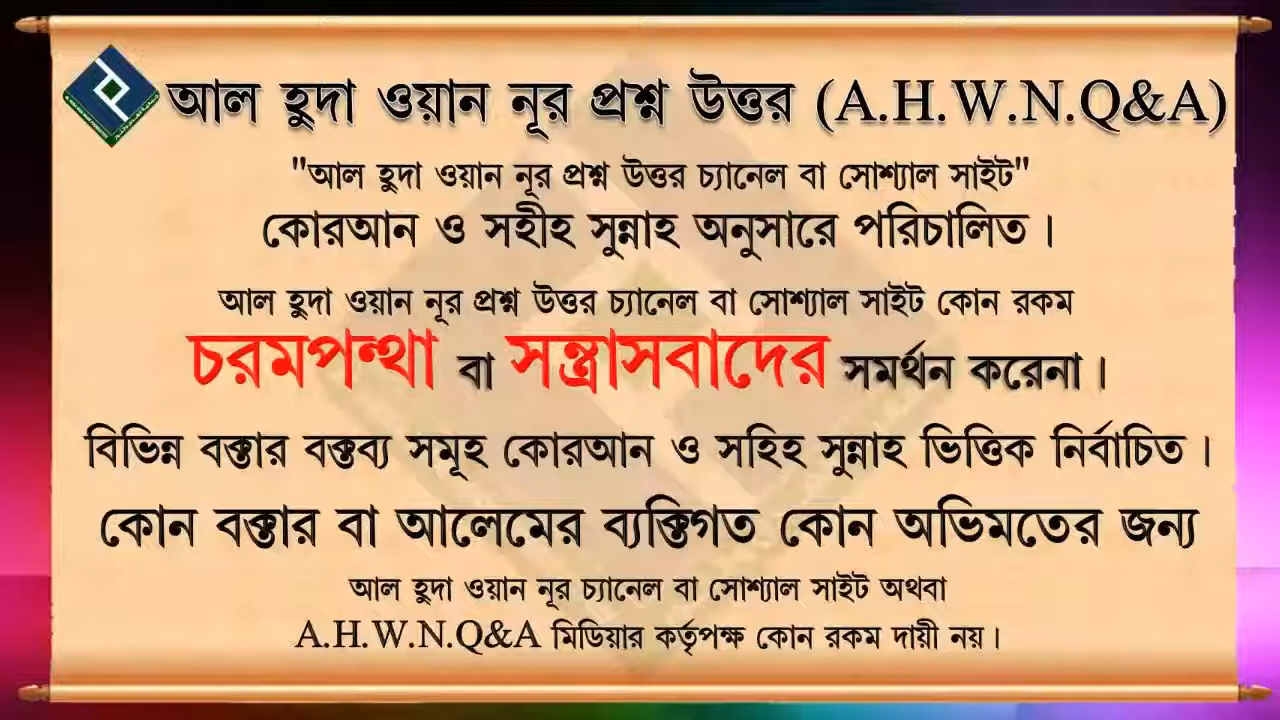 আল হুদা ওয়ান নূর প্রশ্ন উত্তর (A.H.W.N.Q&A)
"আল হুদা ওয়ান নূর প্রশ্ন উত্তর চ্যানেল বা সোশ্যাল সাইট"
কোরআন ও সহীহ সুন্নাহ অনুসারে পরিচালিত।
আল হুদা ওয়ান নূর প্রশ্ন উত্তর চ্যানেল বা সোশ্যাল সাইট কোন রকম
চরমপন্থা বা সন্ত্রাসবাদের সমর্থন করেনা।
বিভিন্ন বক্তার বক্তব্য সমূহ কোরআন ও সহিহ সুন্নাহ ভিত্তিক নির্বাচিত।
কোন বক্তার বা আলেমের ব্যক্তিগত কোন অভিমতের জন্য
আল হুদা ওয়ান নূর চ্যানেল বা সোশ্যাল সাইট অথবা
A.H.W.N.Q&A মিডিয়ার কর্তৃপক্ষ কোন রকম দায়ী নয়।